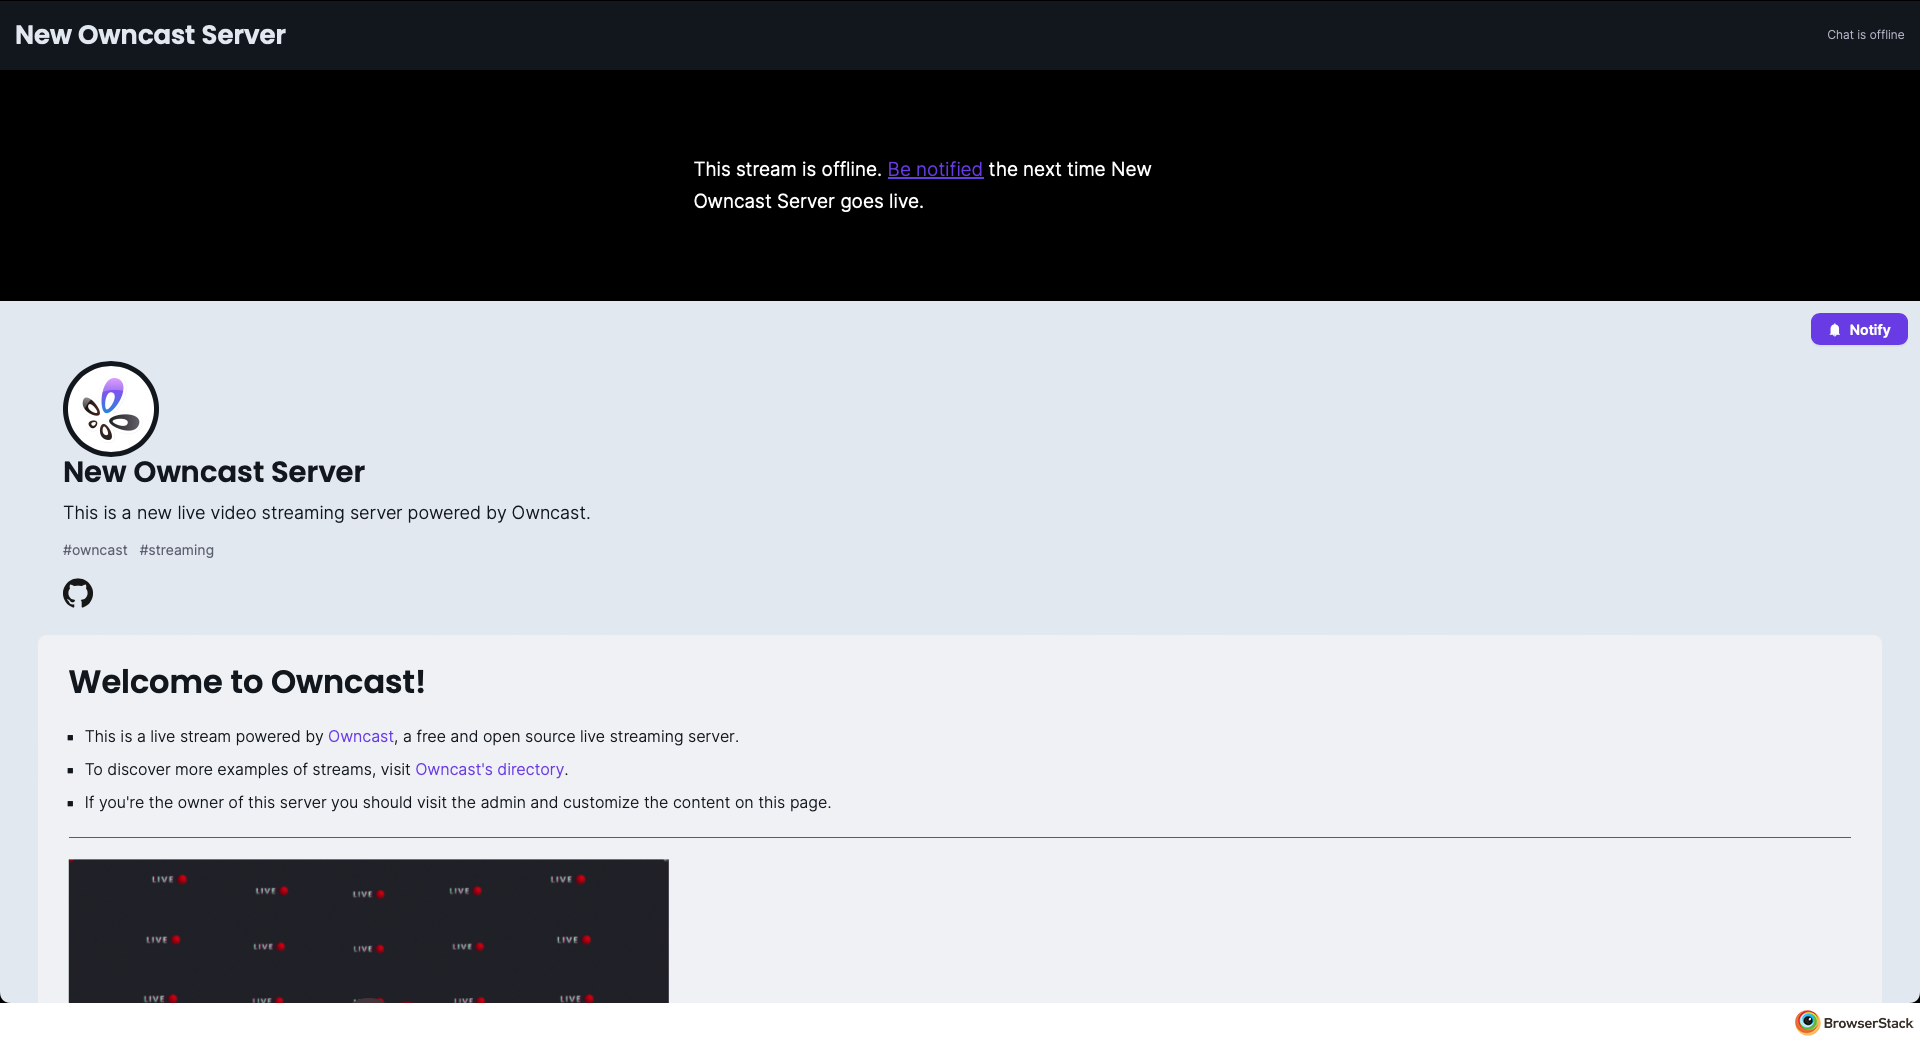 New Owncast Server
Chat is offline
This stream is offline. Be notified the next time New
Owncast Server goes live.
Notify
New Owncast Server
This is a new live video streaming server powered by Owncast.
#owncast #streaming
Welcome to Owncast!
This is a live stream powered by Owncast, a free and open source live streaming server.
To discover more examples of streams, visit Owncast's directory.
If you're the owner of this server you should visit the admin and customize the content on this page.
LIVE LIVE LIVE LIVE LIVE
LIVE LIVE LIVE LIVE LIVE
LIVE LIVE LIVE LIVE
BrowserStack